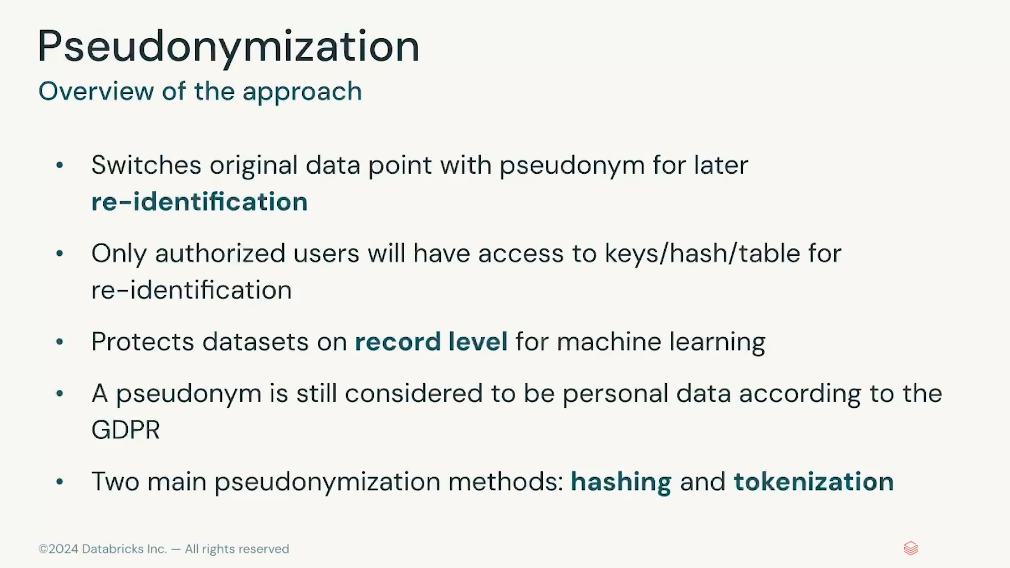 Pseudonymization
Overview of the approach
• Switches original data point with pseudonym for later
re-identification
• Only authorized users will have access to keys/hash/table for
re-identification
• Protects datasets on record level for machine learning
• A pseudonym is still considered to be personal data according to the
GDPR
• Two main pseudonymization methods: hashing and tokenization
©2024 Databricks Inc. — All rights reserved